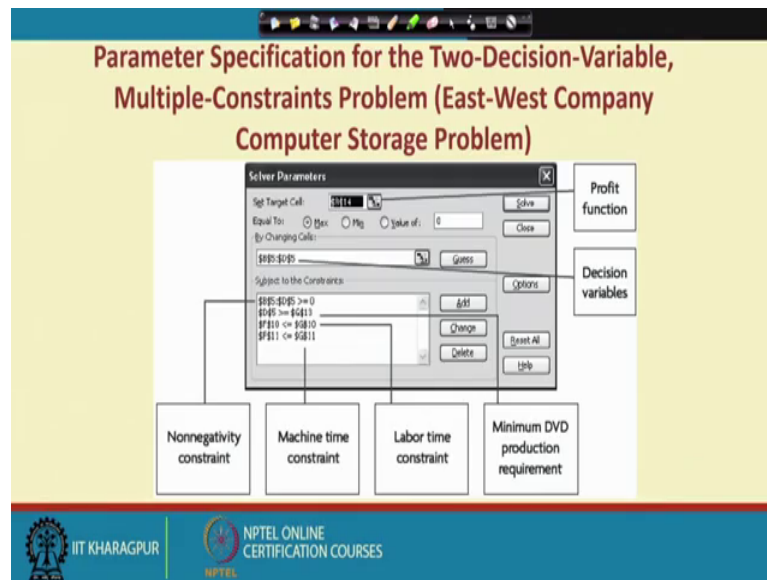 Parameter Specification for the Two-Decision-Variable,
Multiple-Constraints Problem (East-West Company
Computer Storage Problem)
Solver Parameters
Set Target Cell:
Solve
Equal To: Max Min Value of: 0
Close
By Changing Cells:
$B$5:$D$5
Guess
Subject to the Constraints:
Options
$B$5:$D$5 >= 0
$D$5 >= $G$13
$F$10 <= $G$10
$F$11 <= $G$11
Add
Change
Delete
Reset All
Help
Profit
function
Decision
variables
Nonnegativity
constraint
Machine time
constraint
Labor time
constraint
Minimum DVD
production
requirement
IIT KHARAGPUR
NPTEL
NPTEL ONLINE
CERTIFICATION COURSES